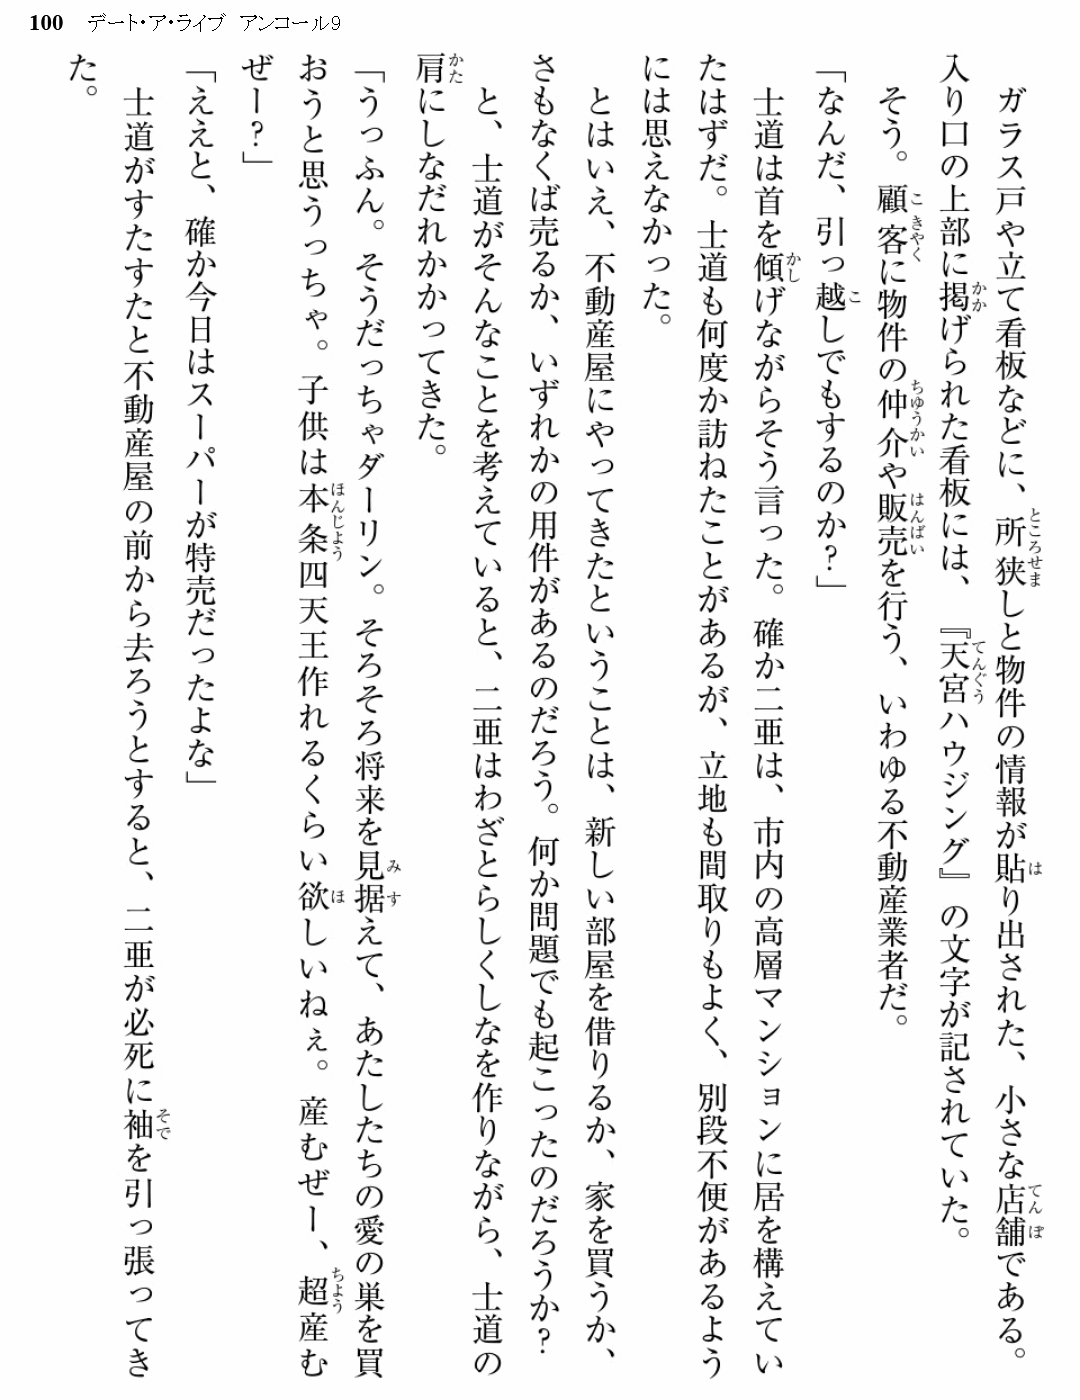 100 デート・ア・ライブ アンコール9
　ガラス戸や立て看板などに、所狭しと物件の情報が貼り出された、小さな店舗である。
入り口の上部に掲げられた看板には、『天宮ハウジング』の文字が記されていた。
　そう。顧客に物件の仲介や販売を行う、いわゆる不動産業者だ。
「なんだ、引っ越しでもするのか？」
　士道は首を傾げながらそう言った。確か二亜は、市内の高層マンションに居を構えてい
たはずだ。士道も何度か訪ねたことがあるが、立地も間取りもよく、別段不便があるよう
には思えなかった。
　とはいえ、不動産屋にやってきたということは、新しい部屋を借りるか、家を買うか、
さもなくば売るか、いずれかの用件があるのだろう。何か問題でも起こったのだろうか？
　と、士道がそんなことを考えていると、二亜はわざとらしくしなを作りながら、士道の
肩にしなだれかかってきた。
「うっふん。そうだっちゃダーリン。そろそろ将来を見据えて、あたしたちの愛の巣を買
おうと思うっちゃ。子供は本条四天王作れるくらい欲しいねぇ。産むぜー、超産む
ぜー？」
「ええと、確か今日はスーパーが特売だったよな」
　士道がすたすたと不動産屋の前から去ろうとすると、二亜が必死に袖を引っ張ってき
た。